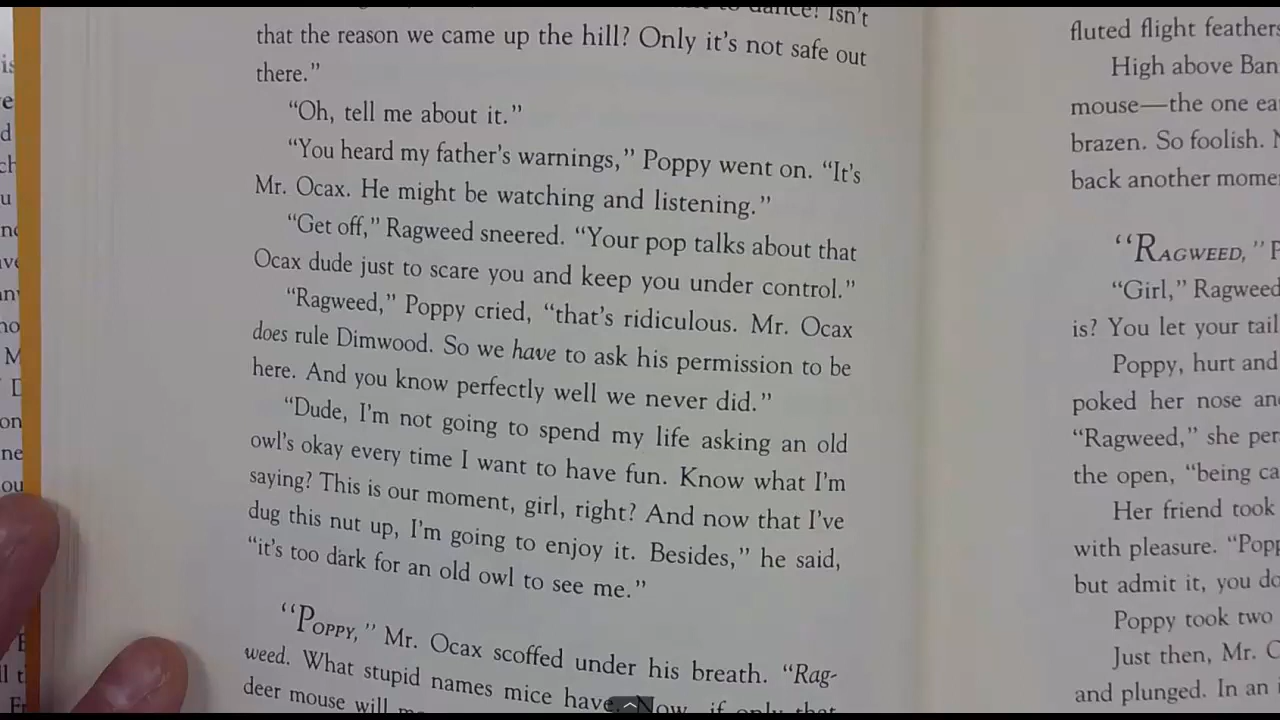 to dance! Isn't
that the reason we came up the hill? Only it's not safe out
there."
"Oh, tell me about it."
"You heard my father's warnings," Poppy went on. "It's
Mr. Ocax. He might be watching and listening."
"Get off," Ragweed sneered. "Your pop talks about that
Ocax dude just to scare you and keep you under control."
"Ragweed," Poppy cried, "that's ridiculous. Mr. Ocax
does rule Dimwood. So we have to ask his permission to be
here. And you know perfectly well we never did."
"Dude, I'm not going to spend my life asking an old
owl's okay every time I want to have fun. Know what I'm
saying? This is our moment, girl, right? And now that I've
dug this nut up, I'm going to enjoy it. Besides," he said,
"it's too dark for an old owl to see me."
"POPPY," Mr. Ocax scoffed under his breath. "Rag-
weed. What stupid names mice have. Now, if only that
deer mouse will
fluted flight feathers
High above Ban
mouse—the one ea
brazen. So foolish.
back another mome
"RAGWEED," P
"Girl," Ragweed
is? You let your tail
Poppy, hurt and
poked her nose an
"Ragweed," she per
the open, "being ca
Her friend took
with pleasure. "Pop
but admit it, you do
Poppy took two
Just then, Mr. O
and plunged. In an